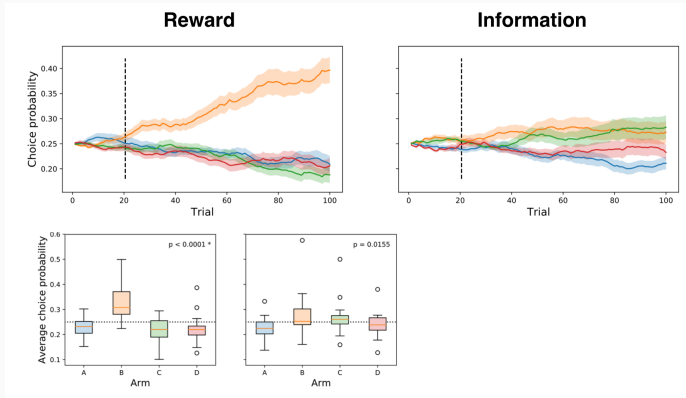 Reward
Information
Choice probability
0.40
0.35
0.30
0.25
0.20
0 20 40 60 80 100
Trial
0 20 40 60 80 100
Trial
Average choice probability
0.6
0.5
0.4
0.3
0.2
0.1
p < 0.0001 *
p = 0.0155
A B C D
Arm
A B C D
Arm